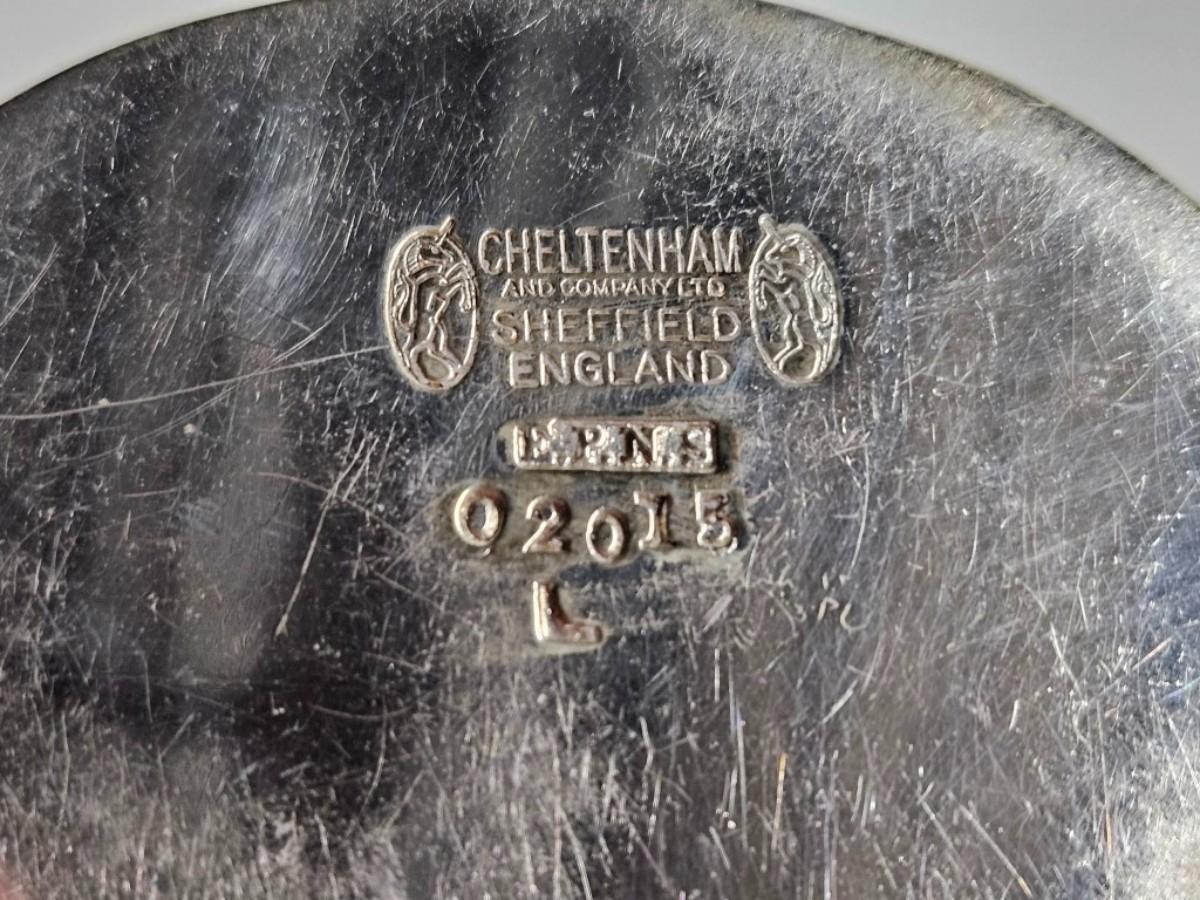 CHELTENHAM
AND COMPANY LTD
SHEFFIELD
ENGLAND
E.P.N.S
02015
L